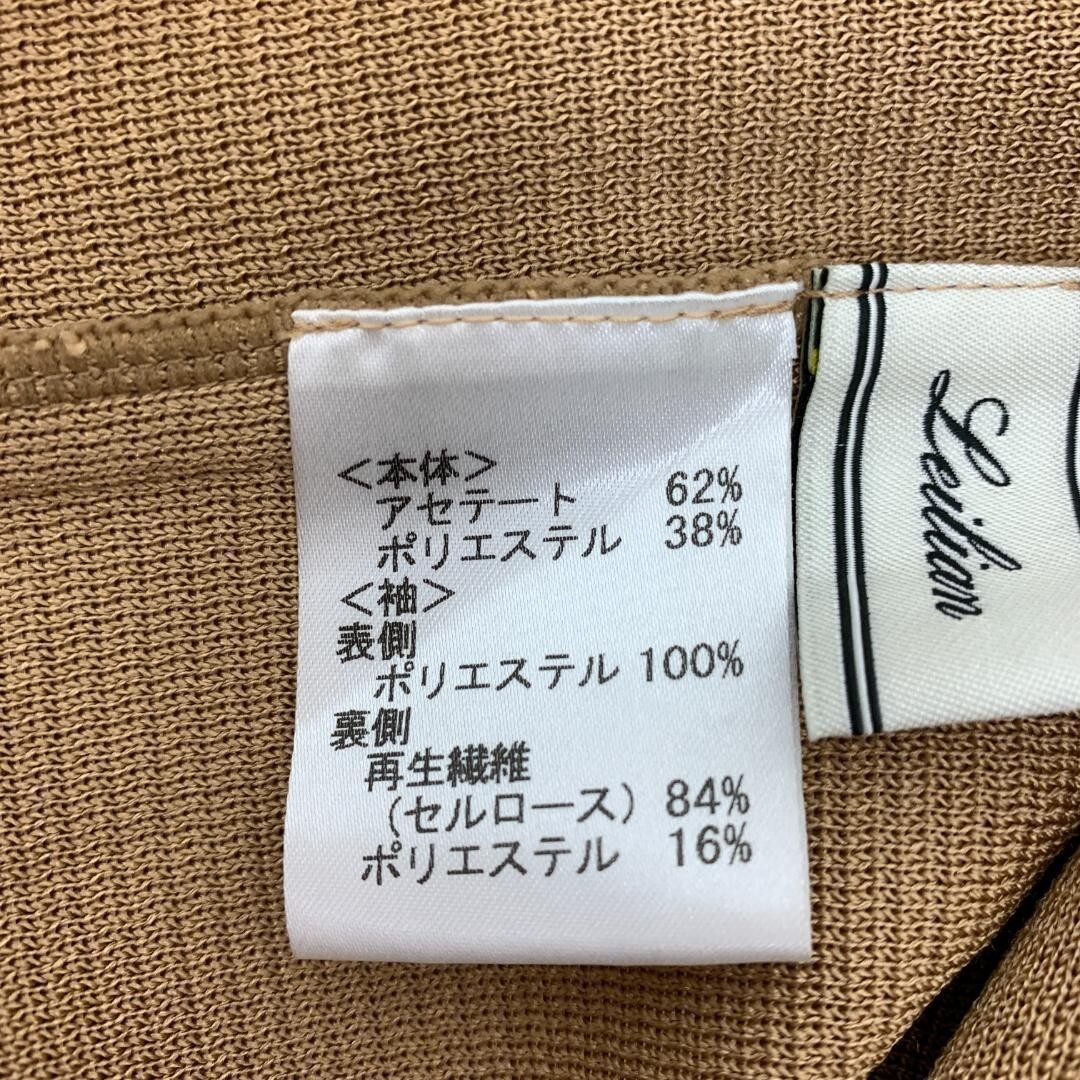 <本体>
アセテート 62%
ポリエステル 38%
<袖>
表側
ポリエステル 100%
裏側
再生繊維
(セルロース) 84%
ポリエステル 16%
Leilian